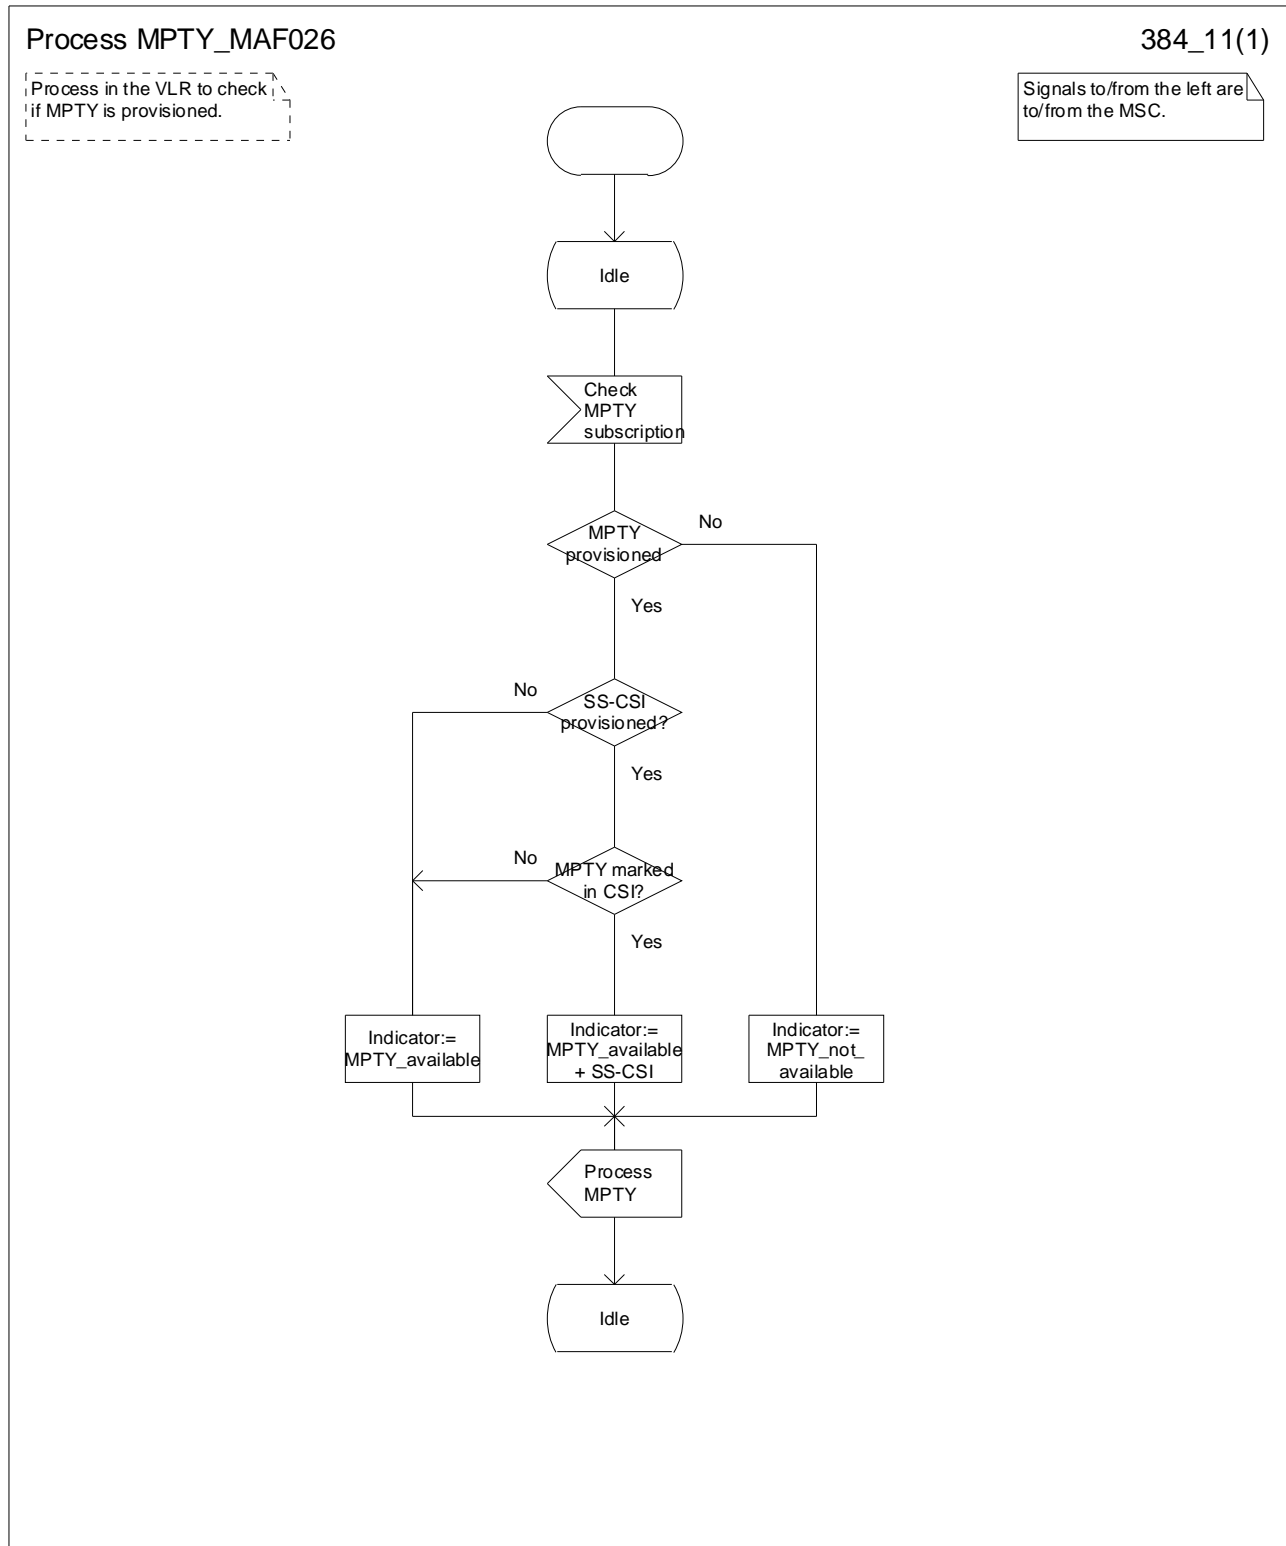 Process MPTY_MAF026
384_11(1)
Process in the VLR to check
if MPTY is provisioned.
Signals to/from the left are
to/from the MSC.
Idle
Check
MPTY
subscription
MPTY
provisioned
No
Yes
No
SS-CSI
provisioned?
Yes
No
MPTY marked
in CSI?
Yes
Indicator:=
MPTY_available
Indicator:=
MPTY_available
+ SS-CSI
Indicator:=
MPTY_not_
available
Process
MPTY
Idle